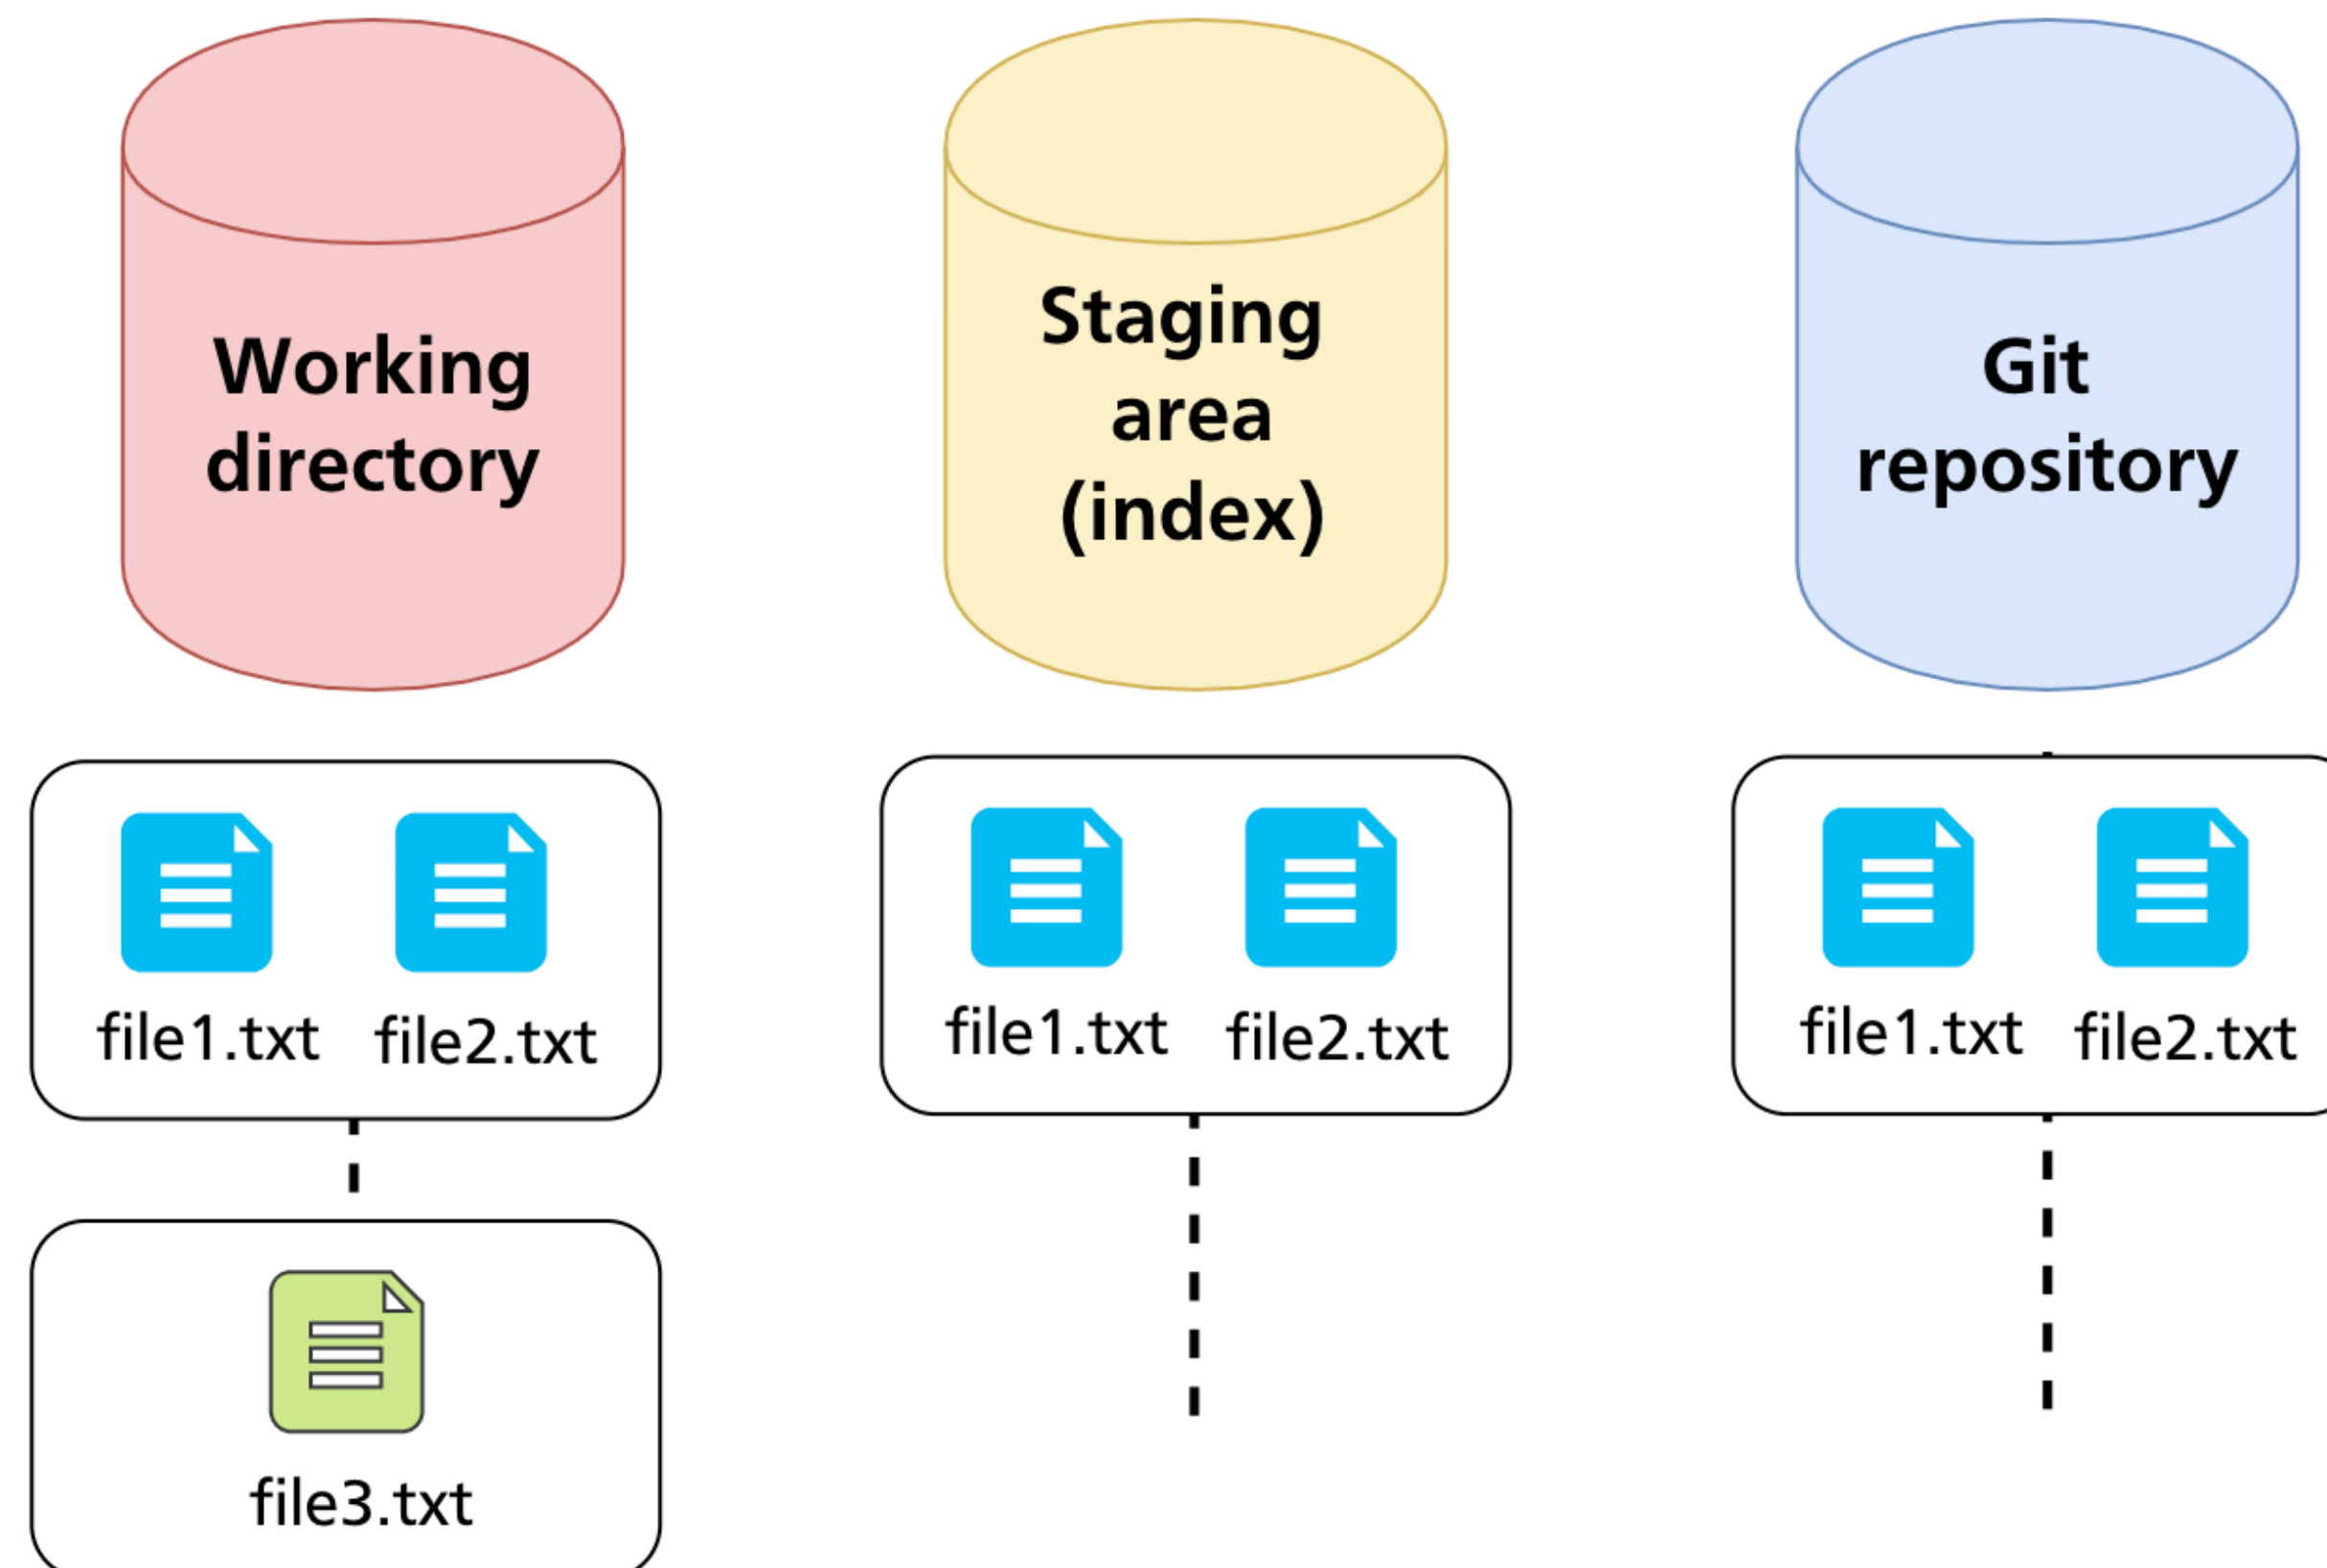 Working
directory
Staging
area
(index)
Git
repository
file1.txt file2.txt
file1.txt file2.txt
file1.txt file2.txt
file3.txt